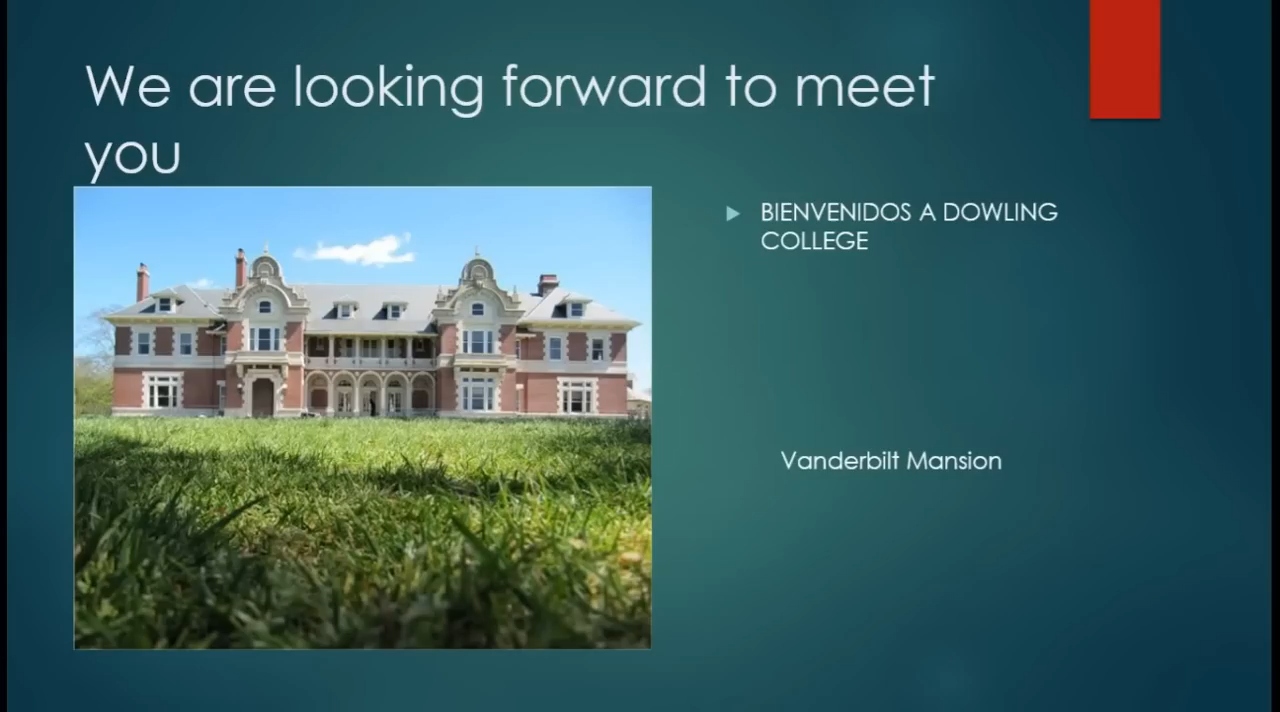 We are looking forward to meet
you
BIENVENIDOS A DOWLING
COLLEGE
Vanderbilt Mansion